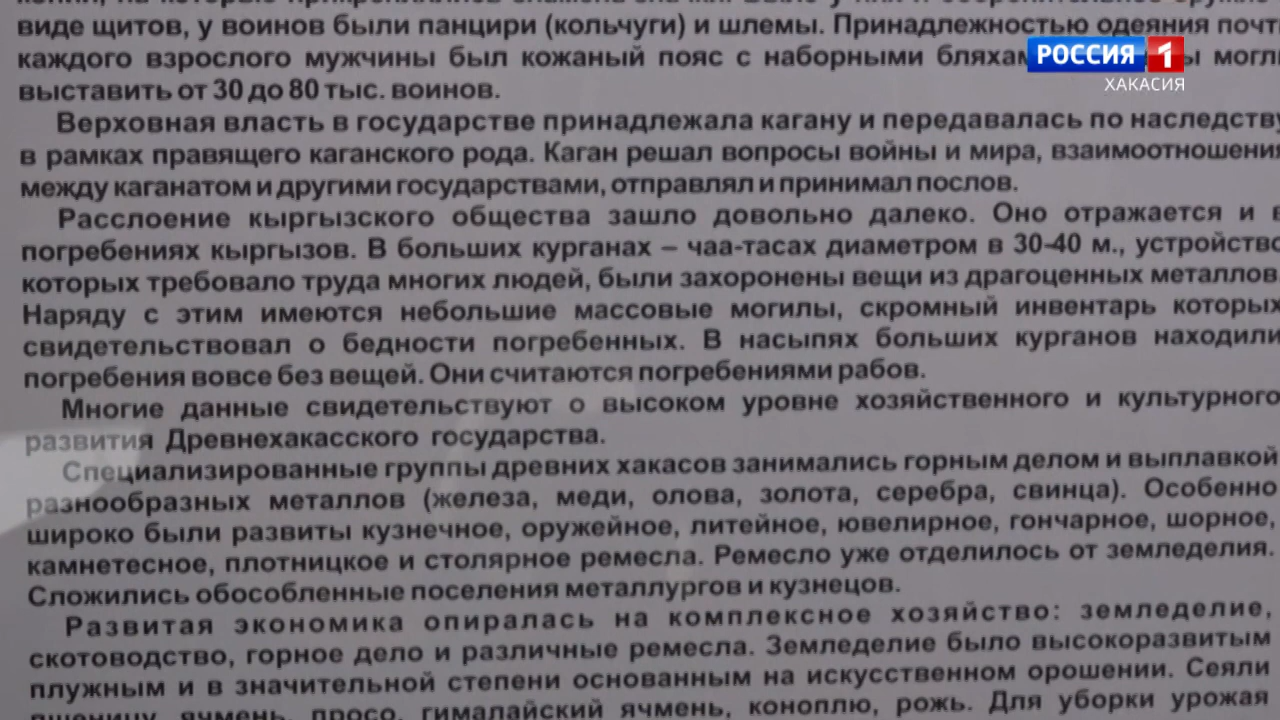 виде щитов, у воинов были панцири (кольчуги) и шлемы. Принадлежностью одеяния почт
каждого взрослого мужчины был кожаный пояс с наборными бляхам
РОССИЯ 1
ХАКАСИЯ
выставить от 30 до 80 тыс. воинов.
Верховная власть в государстве принадлежала кагану и передавалась по наследству
в рамках правящего каганского рода. Каган решал вопросы войны и мира, взаимоотношения
между каганатом и другими государствами, отправлял и принимал послов.
Расслоение кыргызского общества зашло довольно далеко. Оно отражается и в
погребениях кыргызов. В больших курганах – чаа-тасах диаметром в 30-40 м., устройство
которых требовало труда многих людей, были захоронены вещи из драгоценных металлов.
Наряду с этим имеются небольшие массовые могилы, скромный инвентарь которых
свидетельствовал о бедности погребенных. В насыпях больших курганов находили
погребения вовсе без вещей. Они считаются погребениями рабов.
Многие данные свидетельствуют о высоком уровне хозяйственного и культурного
развития Древнехакасского государства.
Специализированные группы древних хакасов занимались горным делом и выплавкой
разнообразных металлов (железа, меди, олова, золота, серебра, свинца). Особенно
широко были развиты кузнечное, оружейное, литейное, ювелирное, гончарное, шорное,
камнетесное, плотницкое и столярное ремесла. Ремесло уже отделилось от земледелия.
Сложились обособленные поселения металлургов и кузнецов.
Развитая экономика опиралась на комплексное хозяйство: земледелие,
скотоводство, горное дело и различные ремесла. Земледелие было высокоразвитым
плужным и в значительной степени основанным на искусственном орошении. Сеяли
пшеницу, ячмень, просо, гималайский ячмень, коноплю, рожь. Для уборки урожая